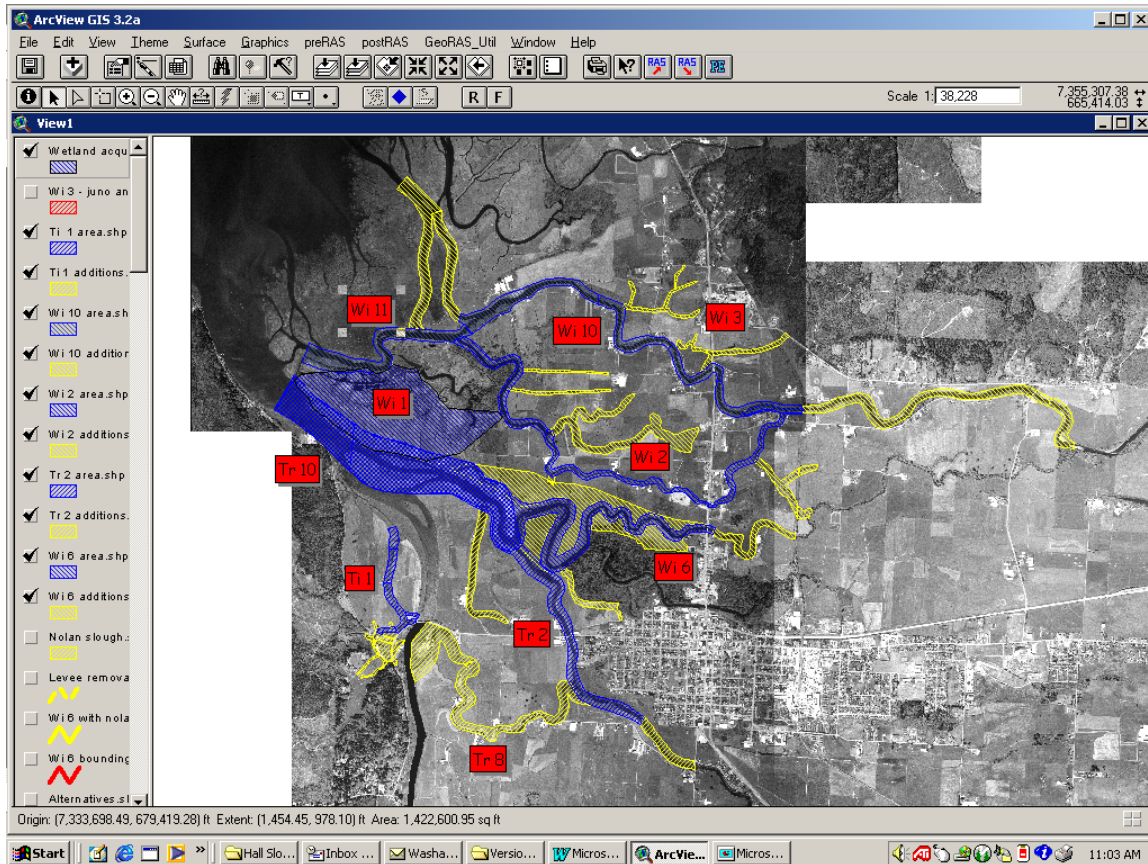 ArcView GIS 3.2a
File Edit View Theme Surface Graphics preRAS postRAS GeoRAS_Util Window Help
RAS RAS PE
R F Scale 1: 38,228 7,355,307.38
665,414.03
View1
Wetland acqu
Wi 3 - juno an
Ti 1 area.shp
Ti 1 additions.
Wi 10 area.sh
Wi 10 addition
Wi 2 area.shp
Wi 2 additions
Tr 2 area.shp
Tr 2 additions.
Wi 6 area.shp
Wi 6 additions
Nolan slough.
Levee remova
Wi 6 with nola
Wi 6 bounding
Alternatives.sl
Wi 11
Wi 10
Wi 3
Wi 1
Wi 2
Tr 10
Wi 6
Ti 1
Tr 2
Tr 8
Origin: (7,333,698.49, 679,419.28) ft Extent: (1,454.45, 978.10) ft Area: 1,422,600.95 sq ft
Start » Hall Slo... Inbox ... Washa... Versio... Micros... ArcVie... Micros... 11:03 AM